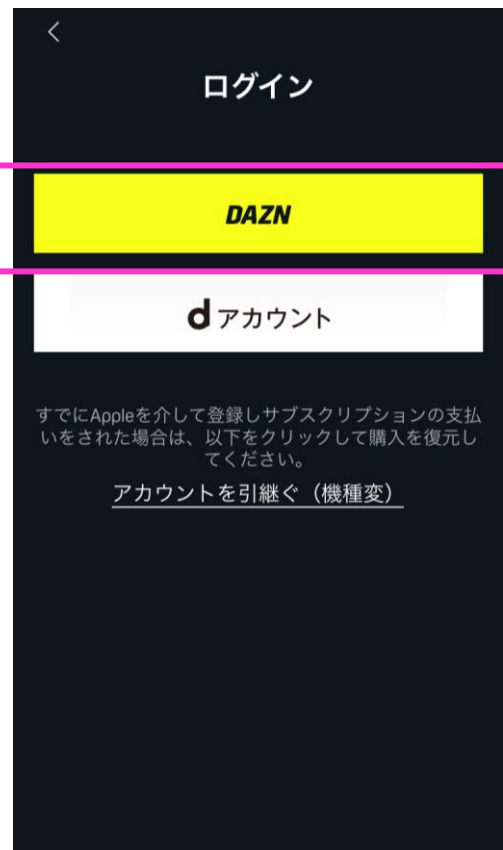 ログイン
DAZN
dアカウント
すでにAppleを介して登録しサブスクリプションの支払
いをされた場合は、以下をクリックして購入を復元し
てください。
アカウントを引継ぐ（機種変）